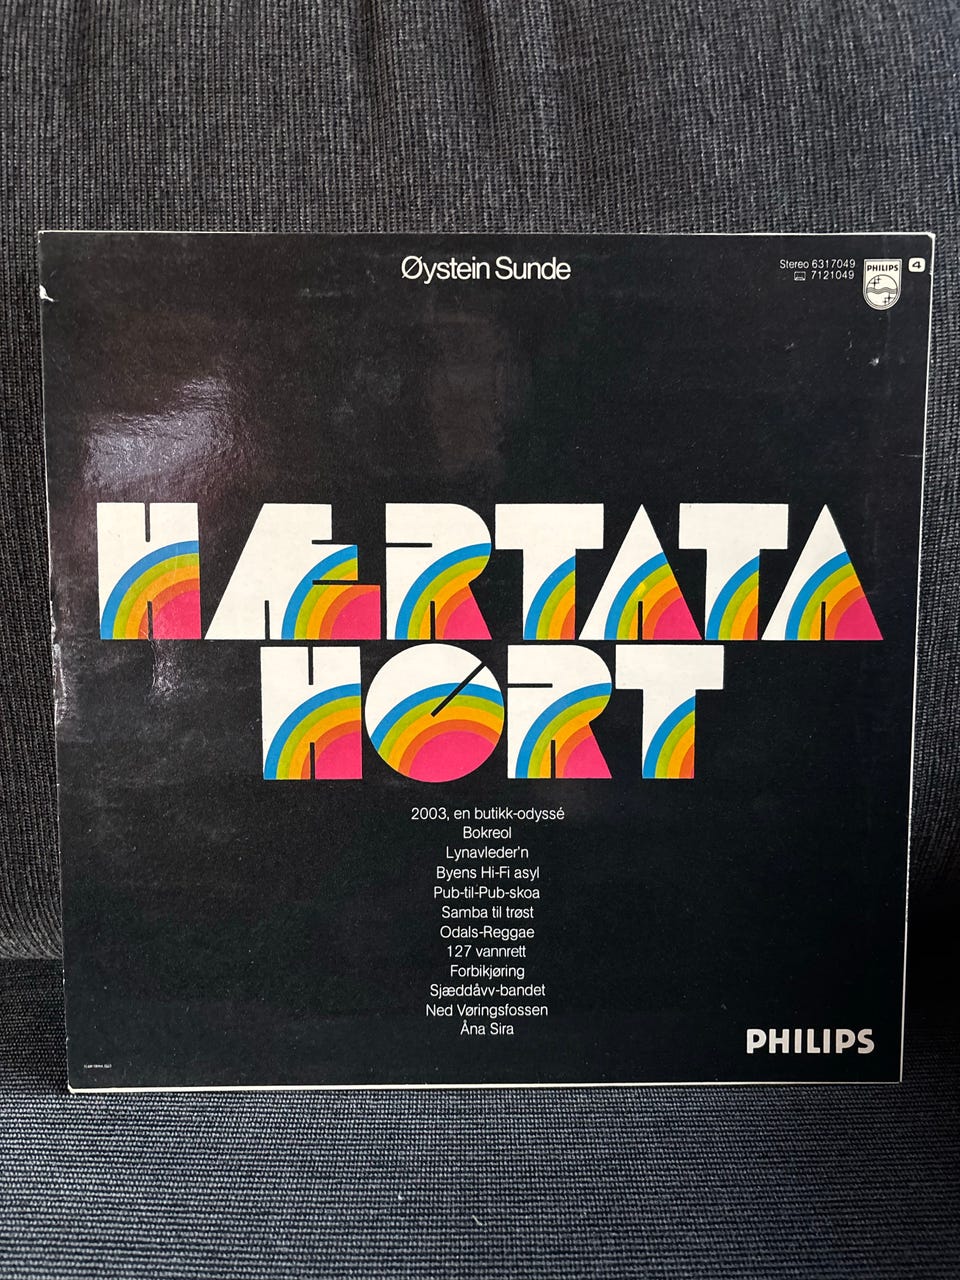 Øystein Sunde
Stereo 6317049
7121049
PHILIPS
4
HÆRTATA
HØRT
2003, en butikk-odyssé
Bokreol
Lynavleder'n
Byens Hi-Fi asyl
Pub-til-Pub-skoa
Samba til trøst
Odals-Reggae
127 vannrett
Forbikjøring
Sjæddåvv-bandet
Ned Vøringsfossen
Åna Sira
PHILIPS